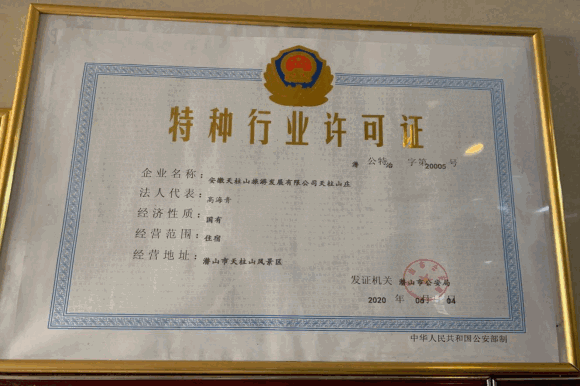 特种行业许可证
潜 公特治 字第20005号
企业名称：安徽天柱山旅游发展有限公司天柱山庄
法人代表：高海青
经济性质：国有
经营范围：住宿
经营地址：潜山市天柱山风景区
发证机关 潜山市公安局
2020 年
中华人民共和国公安部制